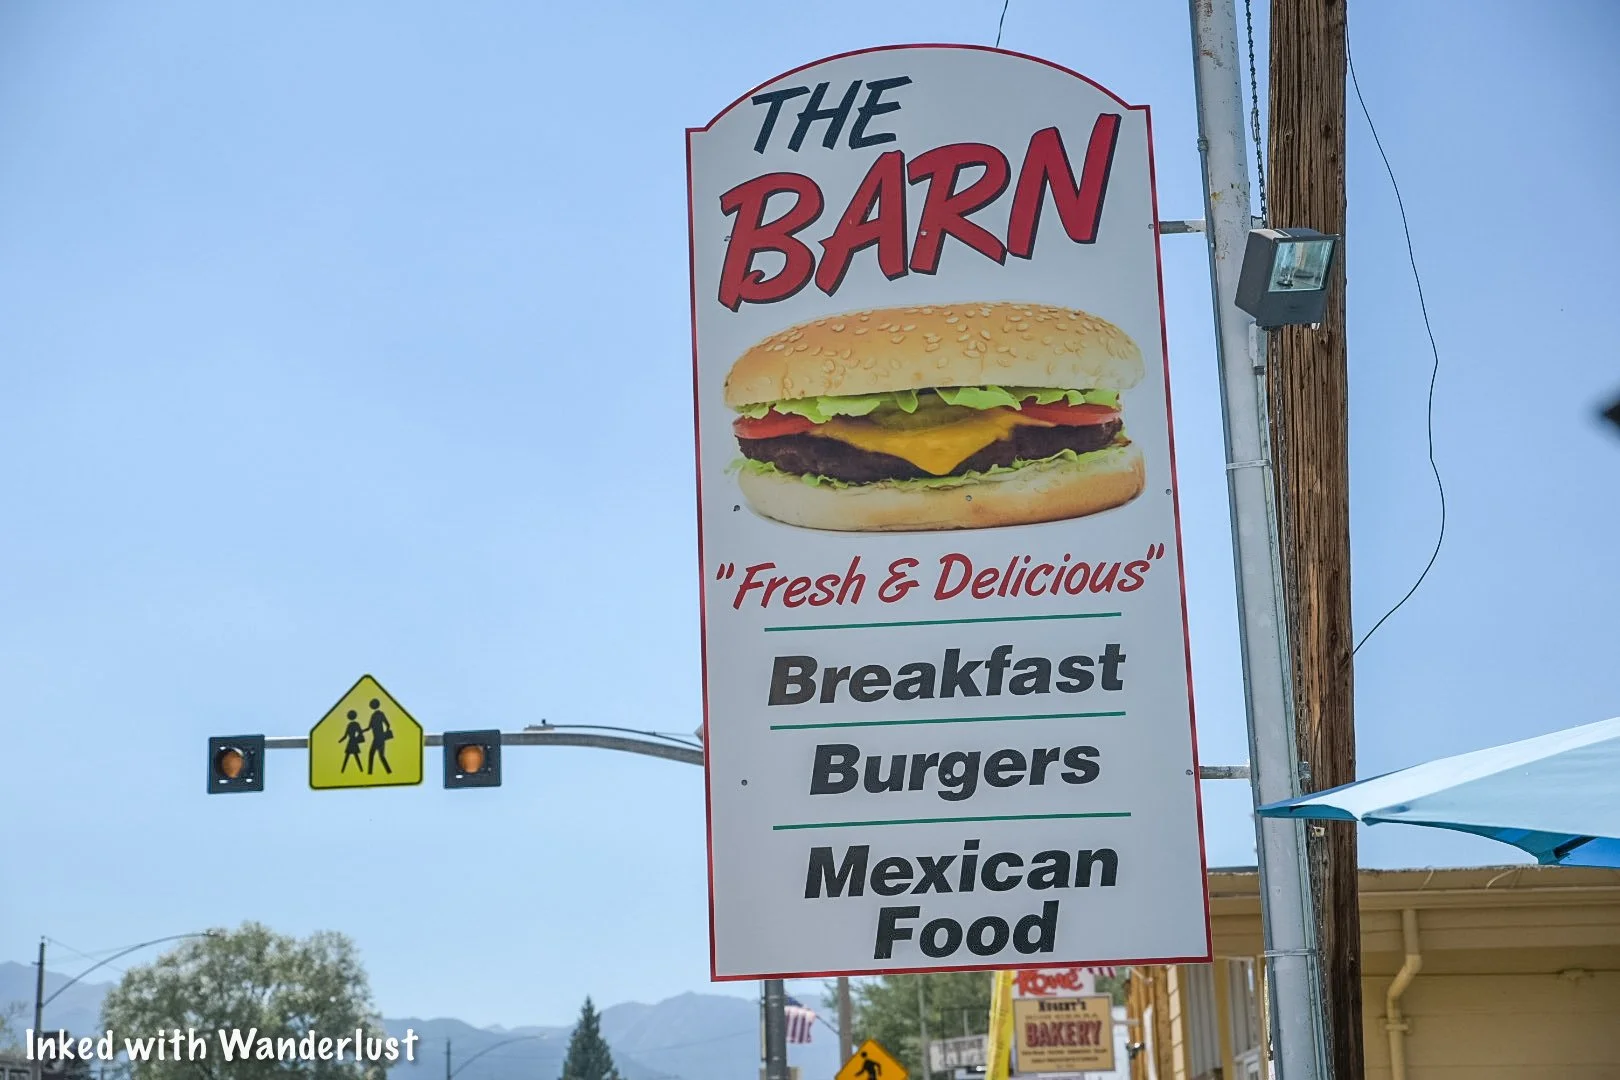 THE
BARN
"Fresh & Delicious"
Breakfast
Burgers
Mexican
Food
BAKERY
Inked with Wanderlust